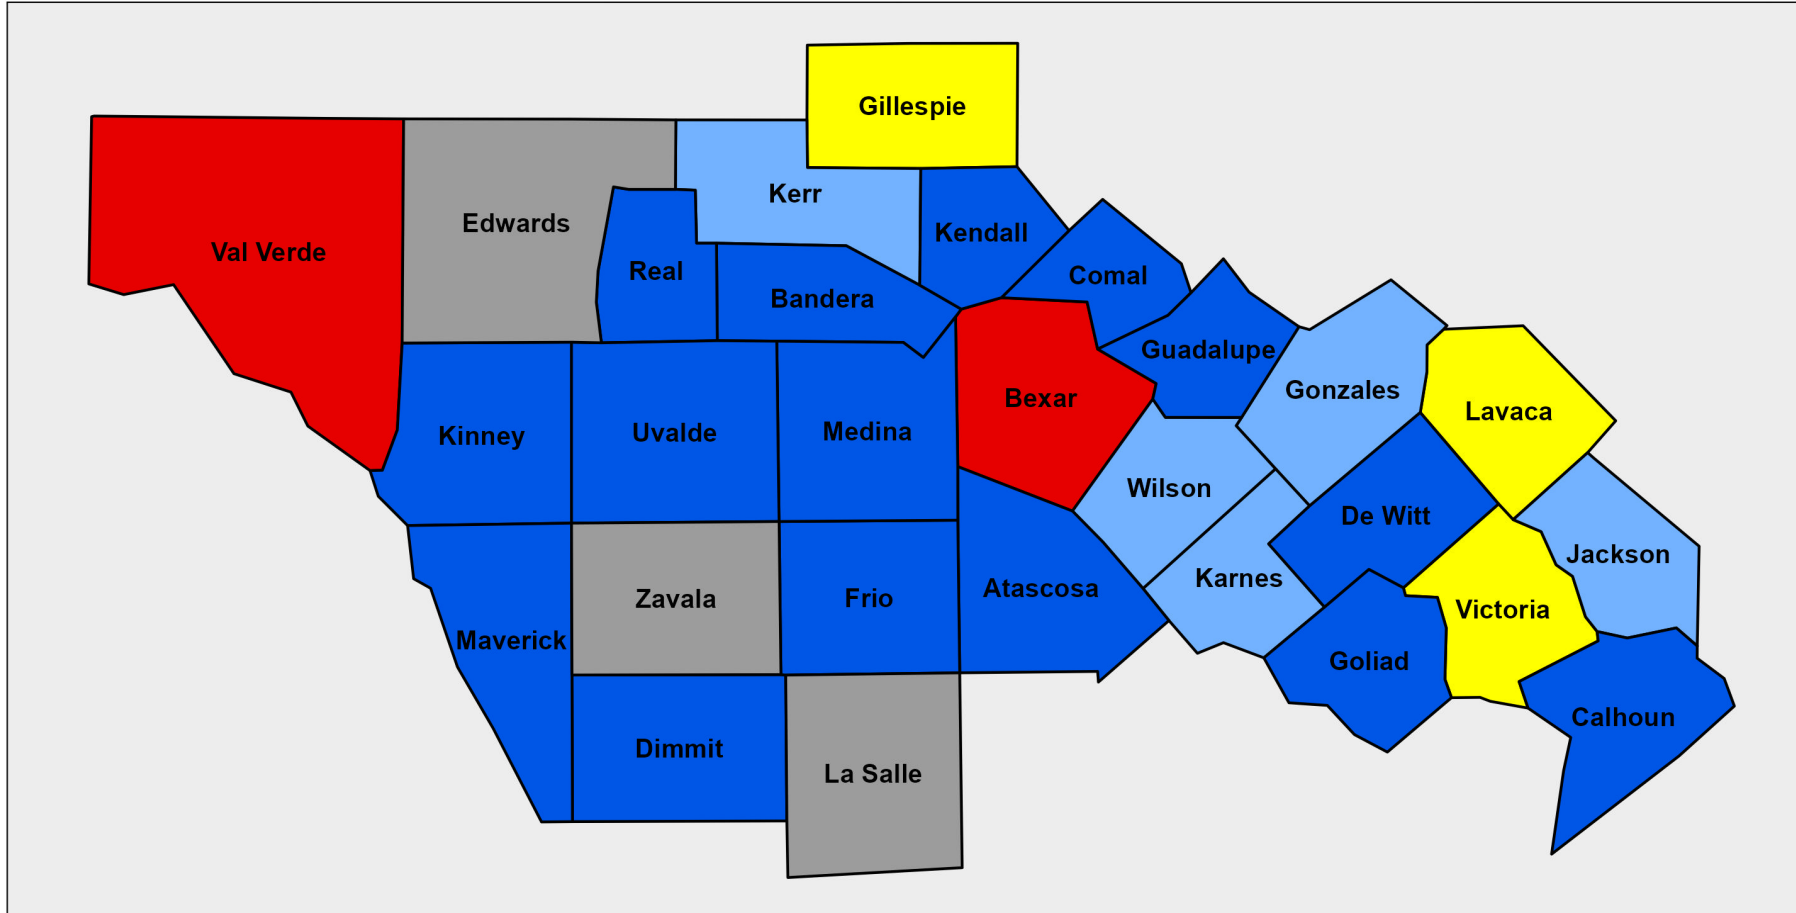 Gillespie
Kerr
Edwards
Kendall
Val Verde
Real
Comal
Bandera
Guadalupe
Gonzales
Bexar
Lavaca
Kinney
Uvalde
Medina
Wilson
De Witt
Jackson
Karnes
Atascosa
Zavala
Frio
Victoria
Maverick
Goliad
Calhoun
Dimmit
La Salle